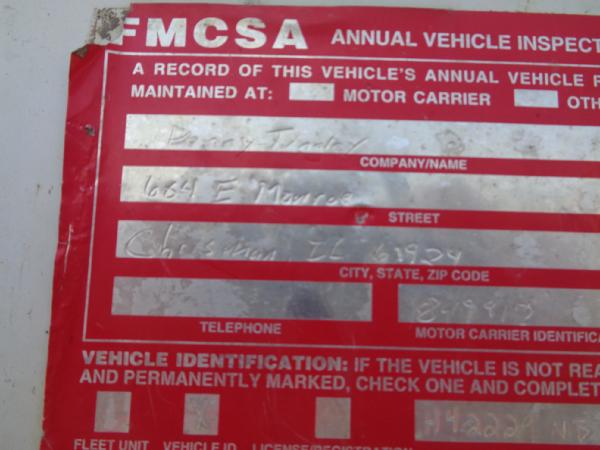 FMCSA ANNUAL VEHICLE INSPECT
A RECORD OF THIS VEHICLE'S ANNUAL VEHICLE
MAINTAINED AT: MOTOR CARRIER OTH
Danny
COMPANY/NAME
664 E Monroe
STREET
Chrisman IL 61924
CITY, STATE, ZIP CODE
TELEPHONE
MOTOR CARRIER IDENTIFICA
VEHICLE IDENTIFICATION: IF THE VEHICLE IS NOT REA
AND PERMANENTLY MARKED, CHECK ONE AND COMPLET
X
FLEET UNIT VEHICLE ID LICENSE/REGISTRATION